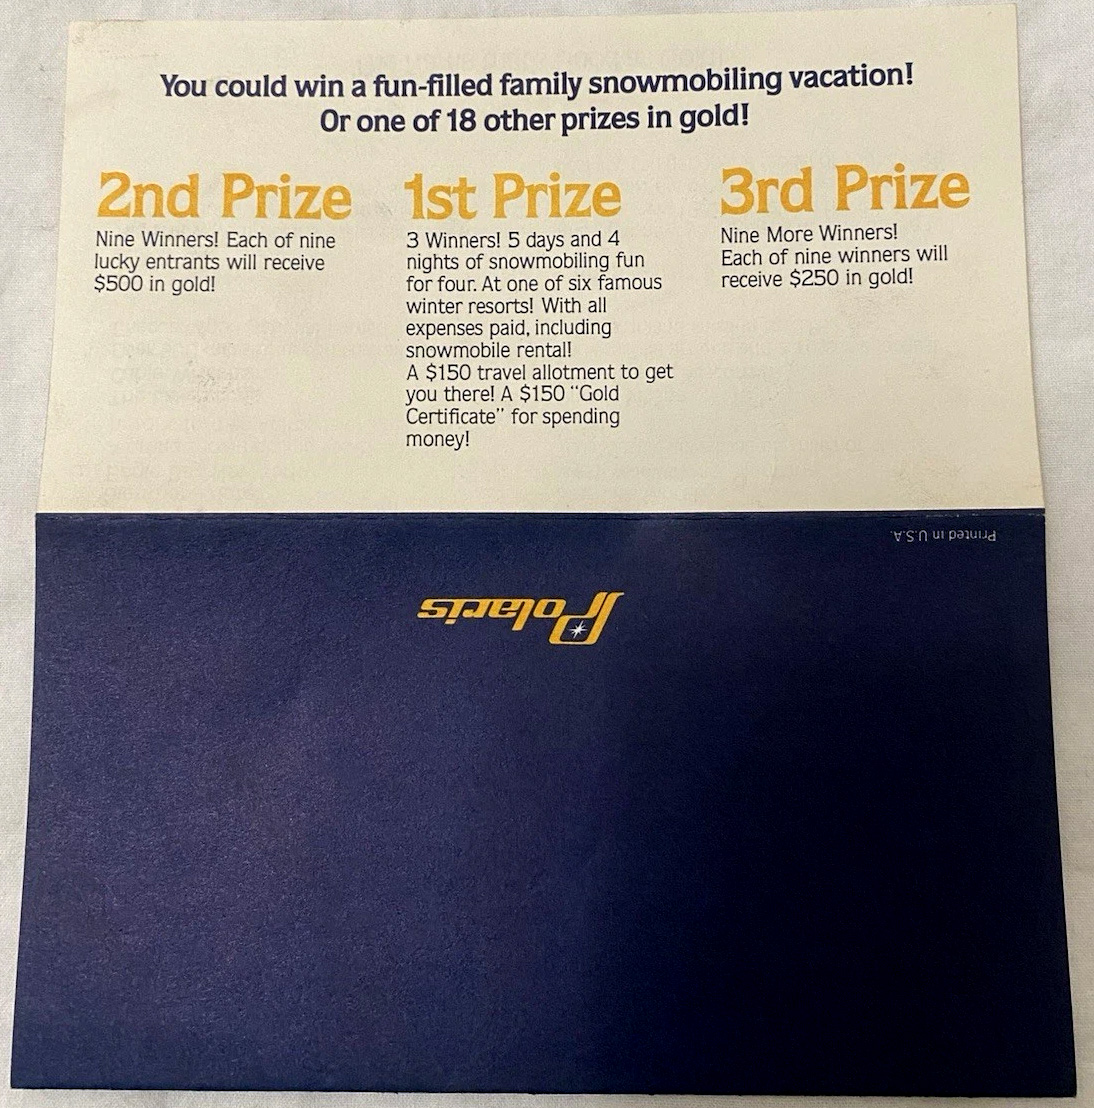 You could win a fun-filled family snowmobiling vacation!
Or one of 18 other prizes in gold!
2nd Prize
Nine Winners! Each of nine
lucky entrants will receive
$500 in gold!
1st Prize
3 Winners! 5 days and 4
nights of snowmobiling fun
for four. At one of six famous
winter resorts! With all
expenses paid, including
snowmobile rental!
A $150 travel allotment to get
you there! A $150 “Gold
Certificate” for spending
money!
3rd Prize
Nine More Winners!
Each of nine winners will
receive $250 in gold!
Printed in U.S.A.
Polaris